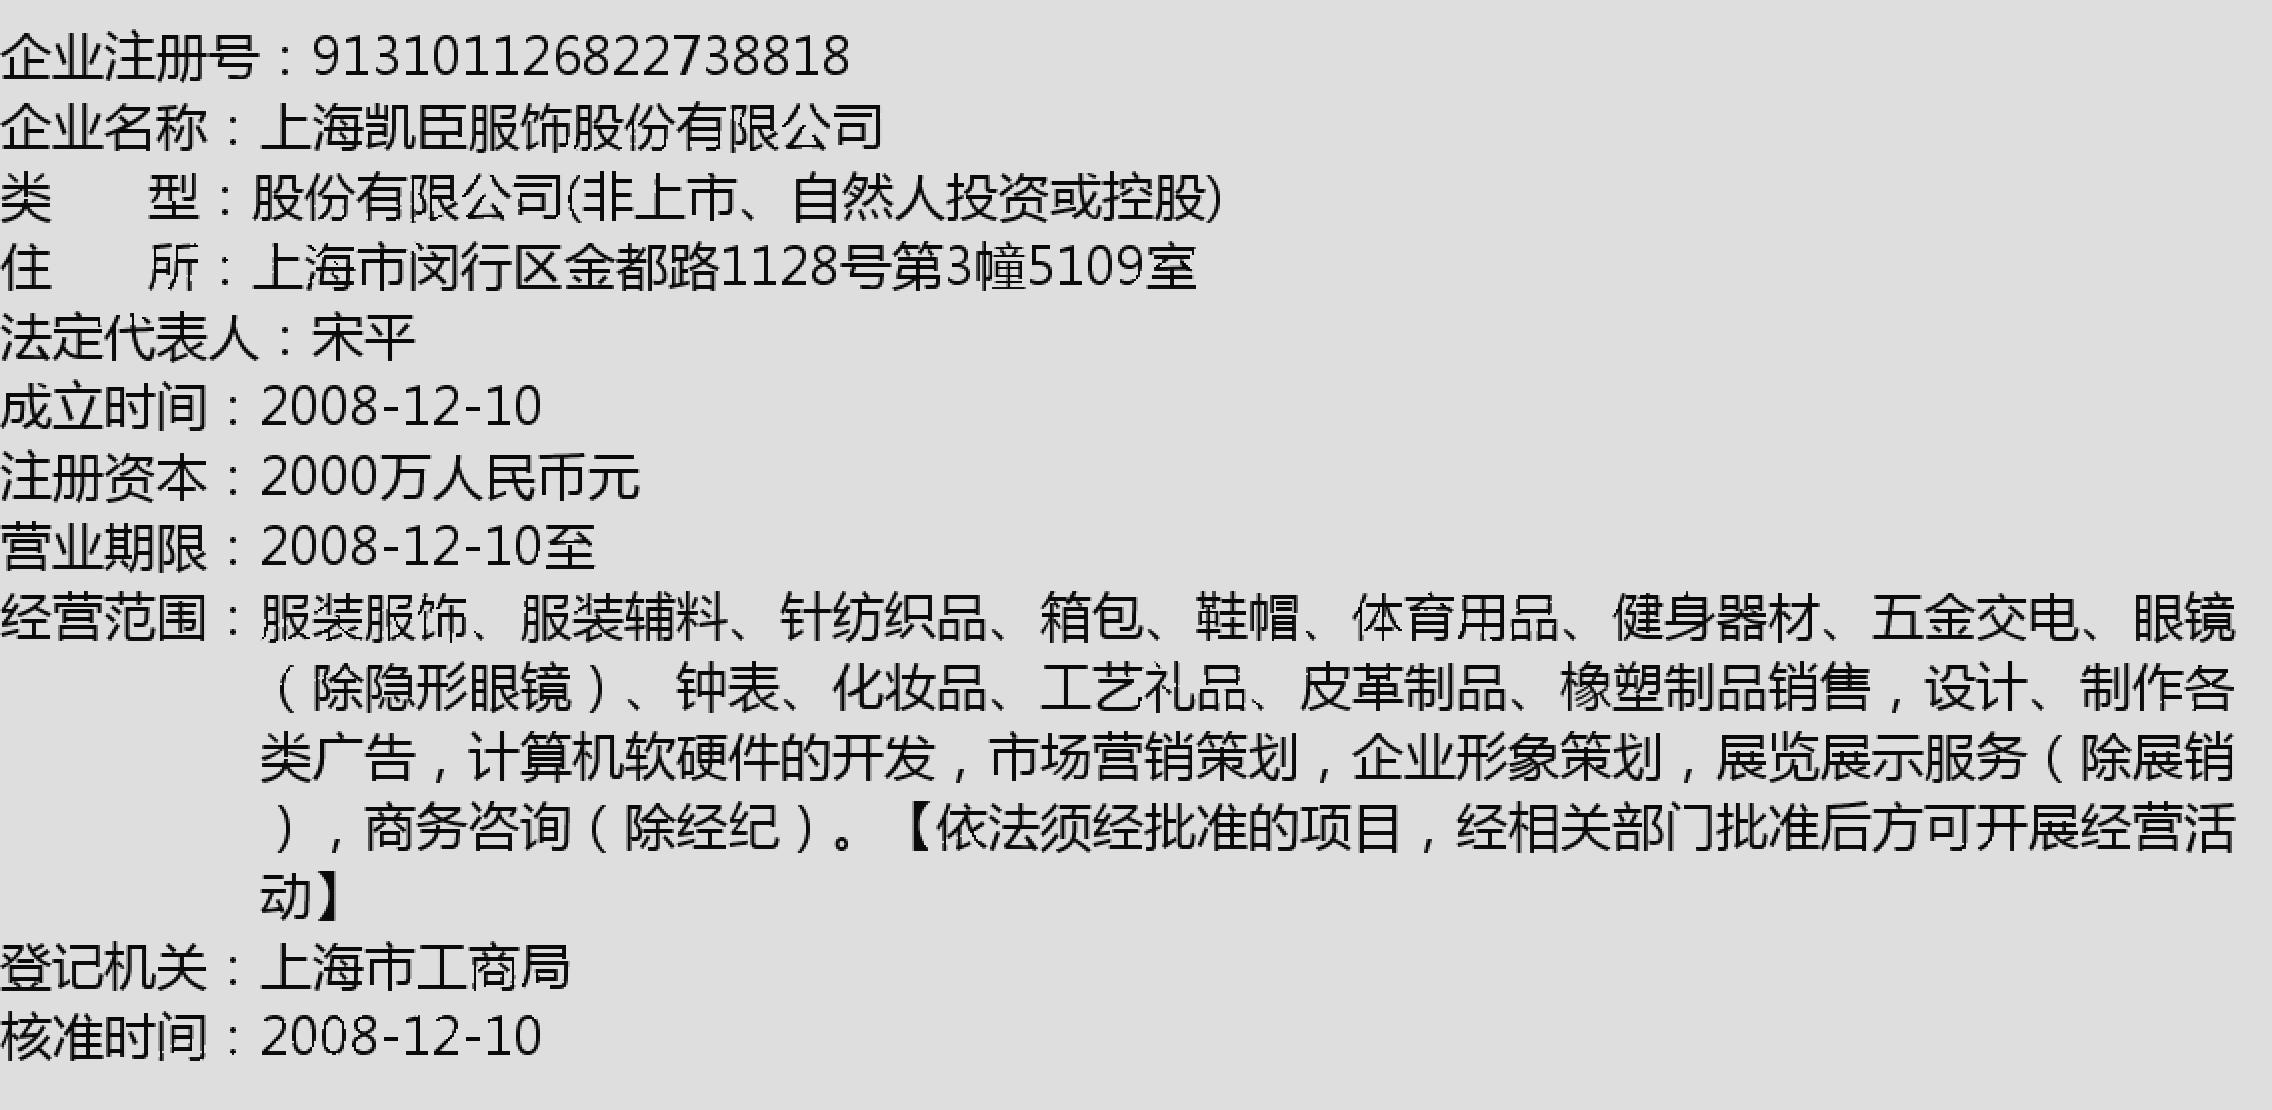 企业注册号：913101126822738818
企业名称：上海凯臣服饰股份有限公司
类　　型：股份有限公司(非上市、自然人投资或控股)
住　　所：上海市闵行区金都路1128号第3幢5109室
法定代表人：宋平
成立时间：2008-12-10
注册资本：2000万人民币元
营业期限：2008-12-10至
经营范围：服装服饰、服装辅料、针纺织品、箱包、鞋帽、体育用品、健身器材、五金交电、眼镜
（除隐形眼镜）、钟表、化妆品、工艺礼品、皮革制品、橡塑制品销售，设计、制作各
类广告，计算机软硬件的开发，市场营销策划，企业形象策划，展览展示服务（除展销
），商务咨询（除经纪）。【依法须经批准的项目，经相关部门批准后方可开展经营活
动】
登记机关：上海市工商局
核准时间：2008-12-10